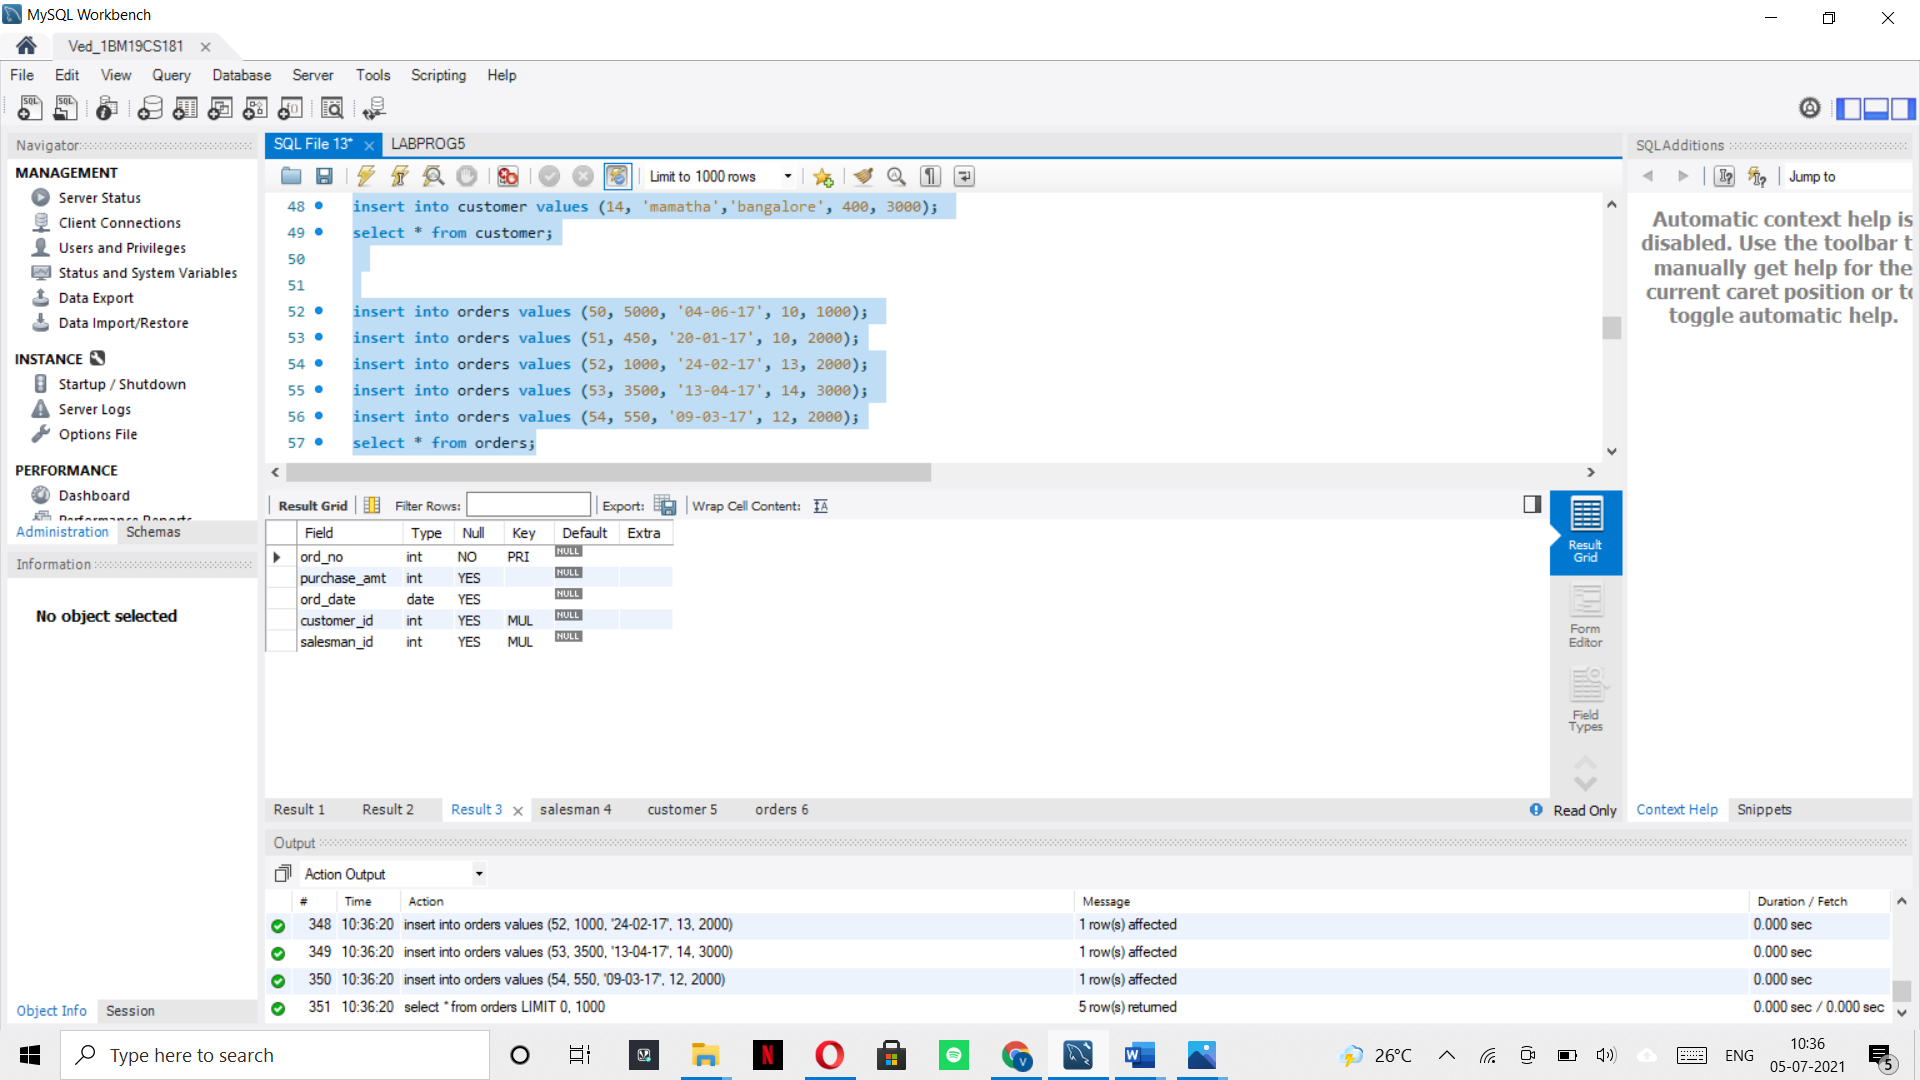 MySQL Workbench
Ved_1BM19CS181
File Edit View Query Database Server Tools Scripting Help
Navigator
MANAGEMENT
Server Status
Client Connections
Users and Privileges
Status and System Variables
Data Export
Data Import/Restore
INSTANCE
Startup / Shutdown
Server Logs
Options File
PERFORMANCE
Dashboard
Performance Reports
Administration Schemas
Information
No object selected
Object Info Session
SQL File 13* LABPROG5
Limit to 1000 rows
48 insert into customer values (14, 'mamatha','bangalore', 400, 3000);
49 select * from customer;
50
51
52 insert into orders values (50, 5000, '04-06-17', 10, 1000);
53 insert into orders values (51, 450, '20-01-17', 10, 2000);
54 insert into orders values (52, 1000, '24-02-17', 13, 2000);
55 insert into orders values (53, 3500, '13-04-17', 14, 3000);
56 insert into orders values (54, 550, '09-03-17', 12, 2000);
57 select * from orders;
Result Grid Filter Rows: Export: Wrap Cell Content:
Field Type Null Key Default Extra
ord_no int NO PRI NULL
purchase_amt int YES NULL
ord_date date YES NULL
customer_id int YES MUL NULL
salesman_id int YES MUL NULL
Result
Grid
Form
Editor
Field
Types
Result 1 Result 2 Result 3 salesman 4 customer 5 orders 6
Read Only
SQLAdditions
Jump to
Automatic context help is
disabled. Use the toolbar t
manually get help for the
current caret position or to
toggle automatic help.
Context Help Snippets
Output
Action Output
# Time Action Message Duration / Fetch
348 10:36:20 insert into orders values (52, 1000, '24-02-17', 13, 2000) 1 row(s) affected 0.000 sec
349 10:36:20 insert into orders values (53, 3500, '13-04-17', 14, 3000) 1 row(s) affected 0.000 sec
350 10:36:20 insert into orders values (54, 550, '09-03-17', 12, 2000) 1 row(s) affected 0.000 sec
351 10:36:20 select * from orders LIMIT 0, 1000 5 row(s) returned 0.000 sec / 0.000 sec
Type here to search
26°C
ENG
10:36
05-07-2021
5